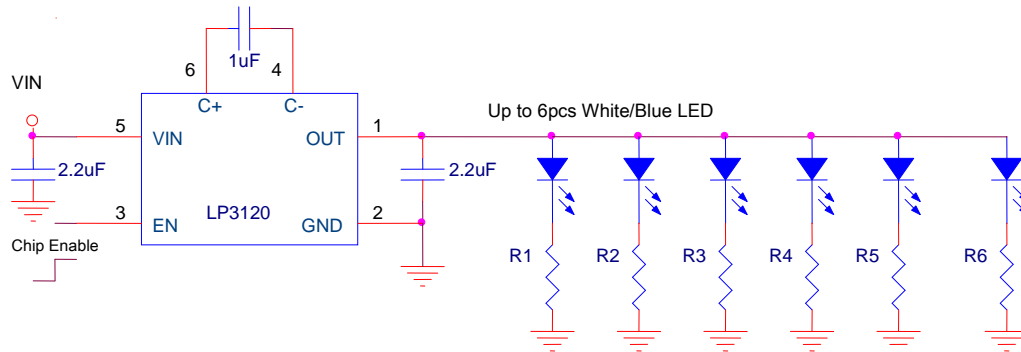 1uF
6
4
VIN
C+
C-
Up to 6pcs White/Blue LED
5
VIN
OUT
1
2.2uF
2.2uF
3
EN
LP3120
GND
2
Chip Enable
R1
R2
R3
R4
R5
R6